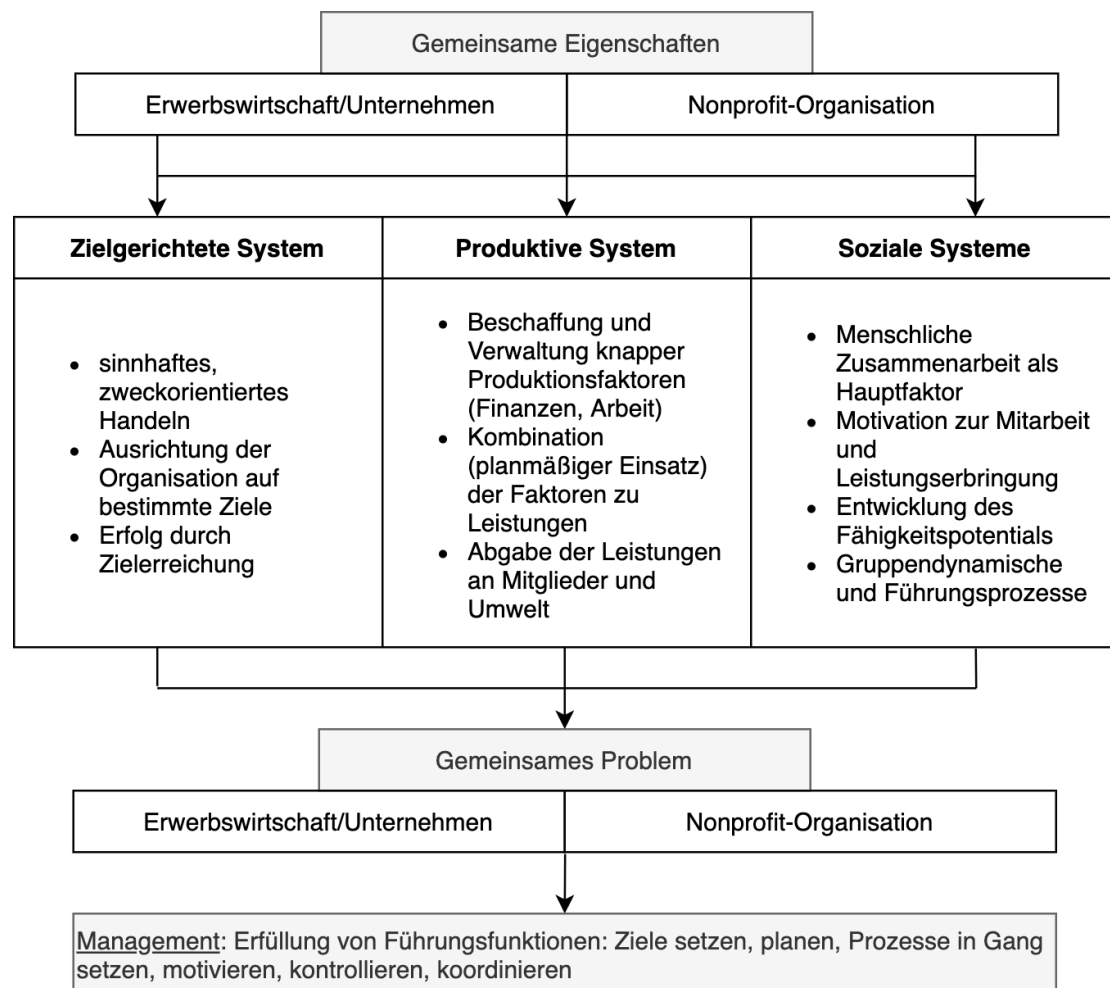 Gemeinsame Eigenschaften
Erwerbswirtschaft/Unternehmen
Nonprofit-Organisation
Zielgerichtete System
• sinnhaftes,
zweckorientiertes
Handeln
• Ausrichtung der
Organisation auf
bestimmte Ziele
• Erfolg durch
Zielerreichung
Produktive System
• Beschaffung und
Verwaltung knapper
Produktionsfaktoren
(Finanzen, Arbeit)
• Kombination
(planmäßiger Einsatz)
der Faktoren zu
Leistungen
• Abgabe der Leistungen
an Mitglieder und
Umwelt
Soziale Systeme
• Menschliche
Zusammenarbeit als
Hauptfaktor
• Motivation zur Mitarbeit
und
Leistungserbringung
• Entwicklung des
Fähigkeitspotentials
• Gruppendynamische
und Führungsprozesse
Gemeinsames Problem
Erwerbswirtschaft/Unternehmen
Nonprofit-Organisation
Management: Erfüllung von Führungsfunktionen: Ziele setzen, planen, Prozesse in Gang
setzen, motivieren, kontrollieren, koordinieren